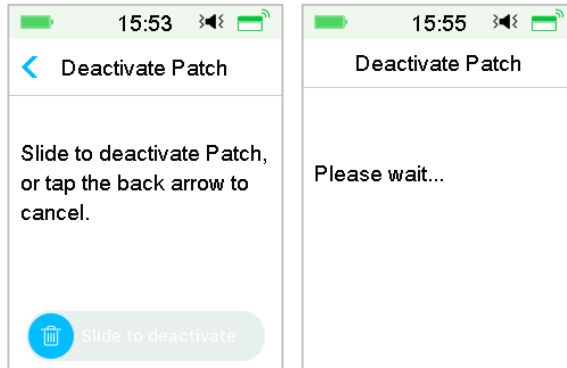 15:53
Deactivate Patch
Slide to deactivate Patch,
or tap the back arrow to
cancel.
Slide to deactivate
15:55
Deactivate Patch
Please wait...